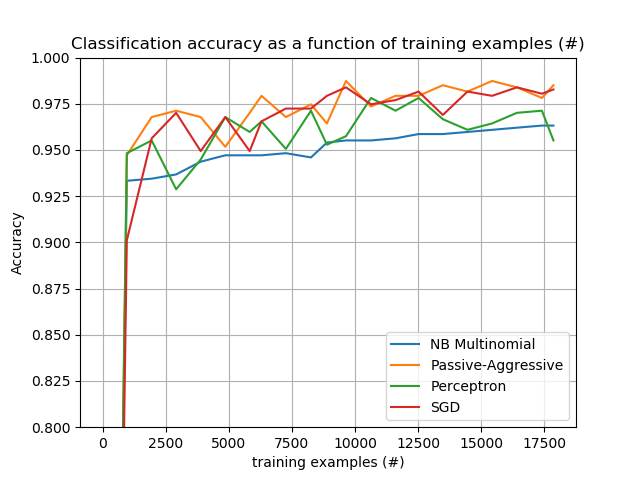 Classification accuracy as a function of training examples (#)
1.000
0.975
0.950
0.925
0.900
0.875
0.850
0.825
0.800
Accuracy
NB Multinomial
Passive-Aggressive
Perceptron
SGD
0 2500 5000 7500 10000 12500 15000 17500
training examples (#)